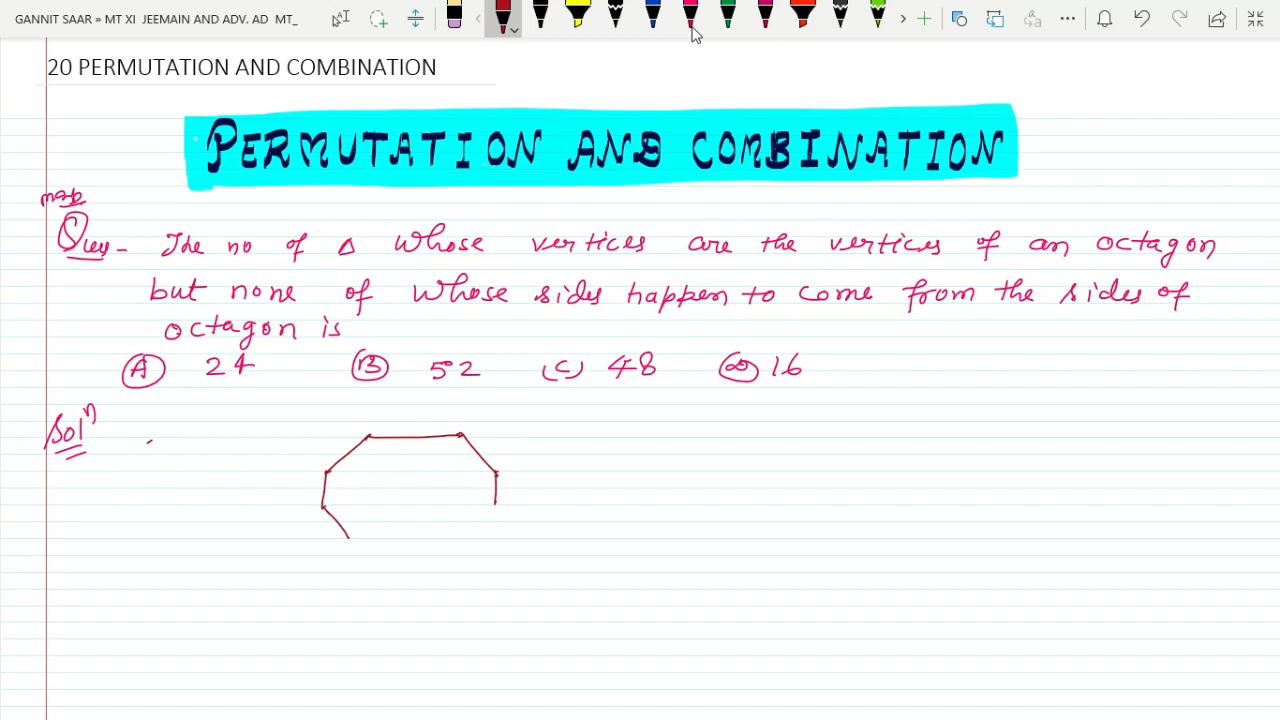 GANNIT SAAR » MT XI JEEMAIN AND ADV. AD MT_
20 PERMUTATION AND COMBINATION
PERMUTATION AND COMBINATION
Ques- The no of Δ whose vertices are the vertices of an octagon
but none of whose sides happen to come from the sides of
octagon is
(A) 24 (B) 52 (C) 48 (D) 16
Solⁿ